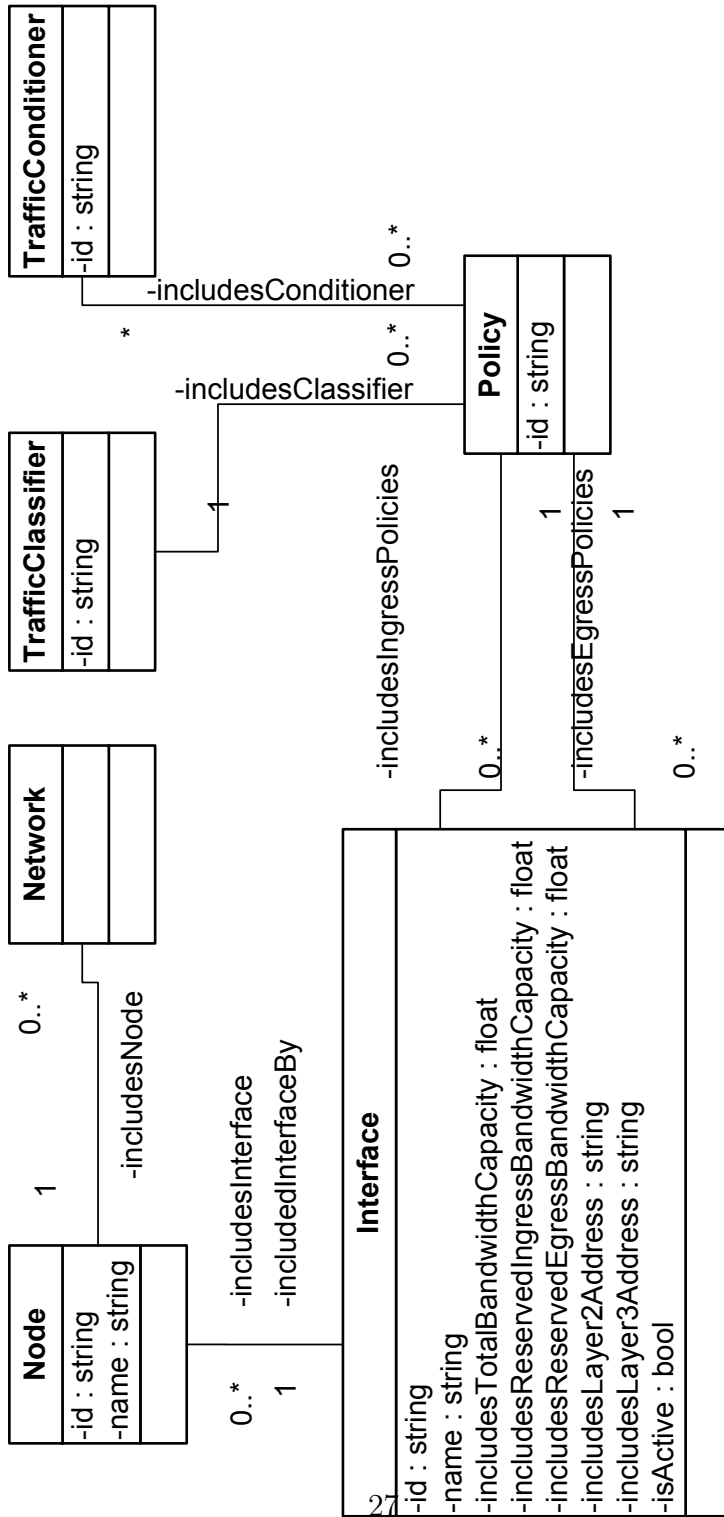 Node
-id : string
-name : string
1
0..*
-includesNode
Network
TrafficClassifier
-id : string
TrafficConditioner
-id : string
0..*
1
-includesInterface
-includedInterfaceBy
1
-includesClassifier
0..*
*
-includesConditioner
0..*
Interface
-id : string
-name : string
-includesTotalBandwidthCapacity : float
-includesReservedIngressBandwidthCapacity : float
-includesReservedEgressBandwidthCapacity : float
-includesLayer2Address : string
-includesLayer3Address : string
-isActive : bool
-includesIngressPolicies
0..*
1
-includesEgressPolicies
0..*
1
Policy
-id : string
27